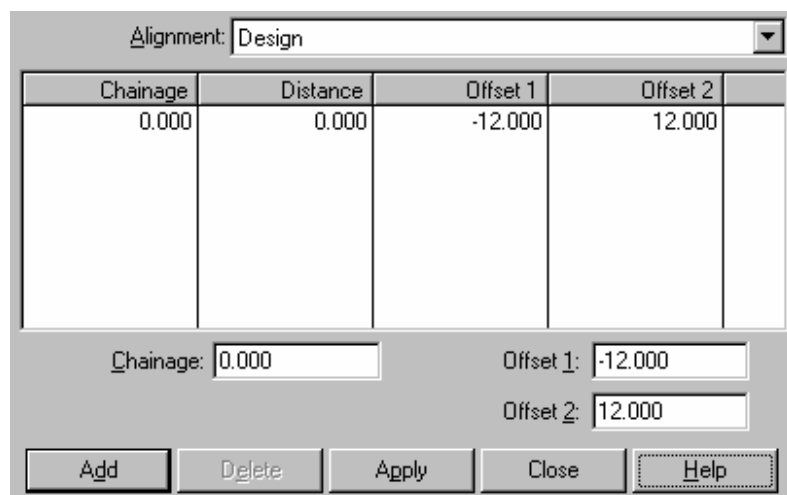 Alignment: Design
Chainage Distance Offset 1 Offset 2
0.000 0.000 -12.000 12.000
Chainage: 0.000 Offset 1: -12.000
Offset 2: 12.000
Add Delete Apply Close Help